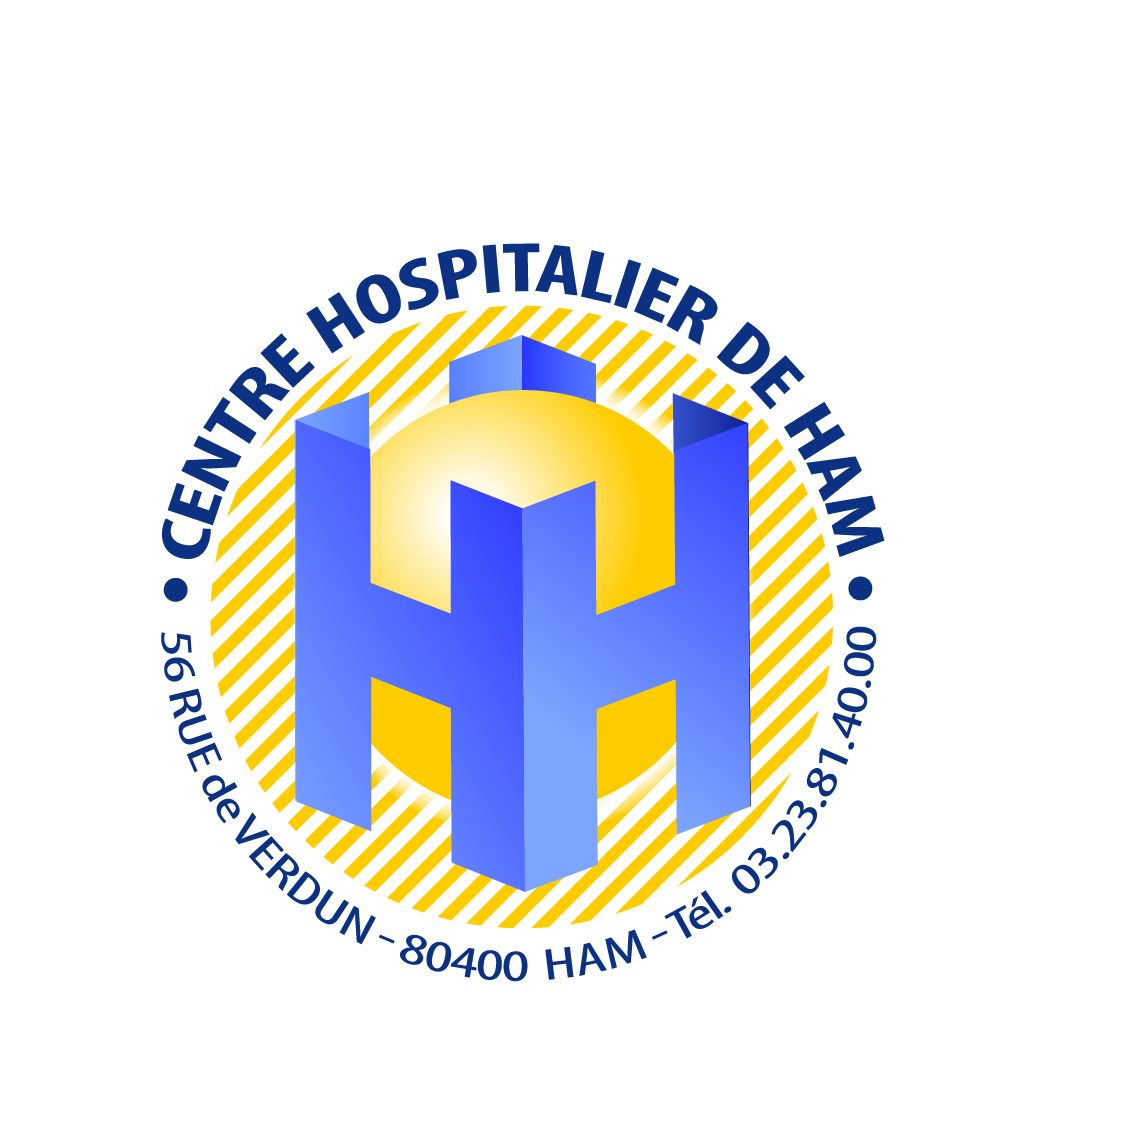 • CENTRE HOSPITALIER DE HAM •
56 RUE de VERDUN - 80400 HAM - Tél. 03.23.81.40.00